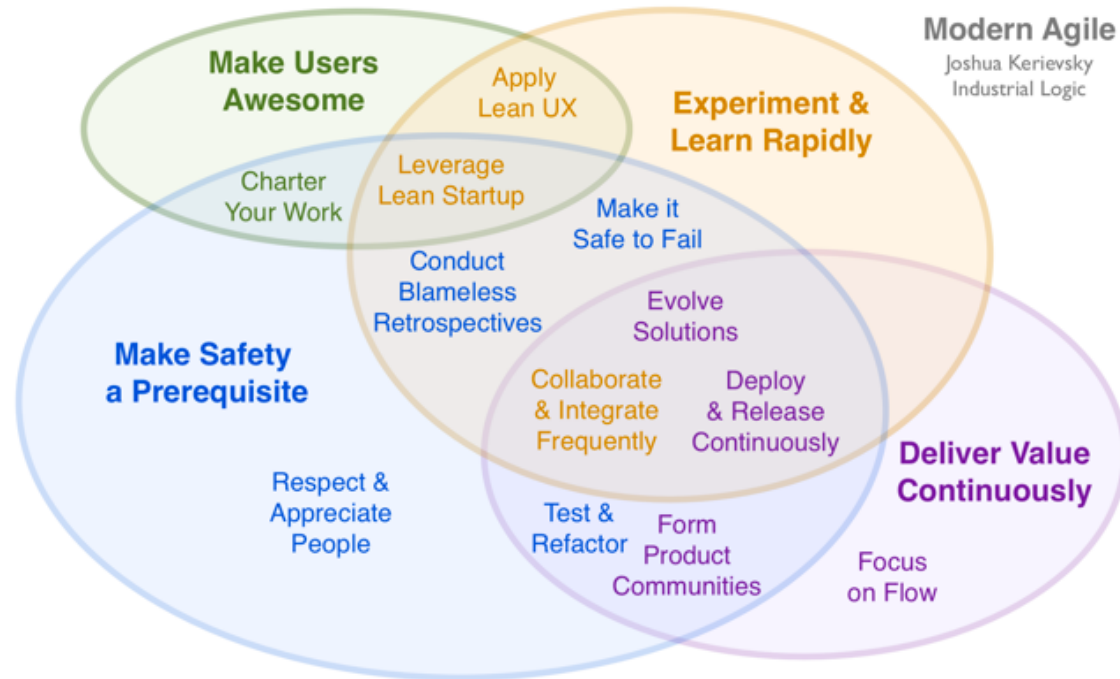 Modern Agile
Joshua Kerievsky
Industrial Logic
Make Users
Awesome
Apply
Lean UX
Experiment &
Learn Rapidly
Leverage
Lean Startup
Charter
Your Work
Make it
Safe to Fail
Conduct
Blameless
Retrospectives
Evolve
Solutions
Make Safety
a Prerequisite
Collaborate
& Integrate
Frequently
Deploy
& Release
Continuously
Deliver Value
Continuously
Respect &
Appreciate
People
Test &
Refactor
Form
Product
Communities
Focus
on Flow